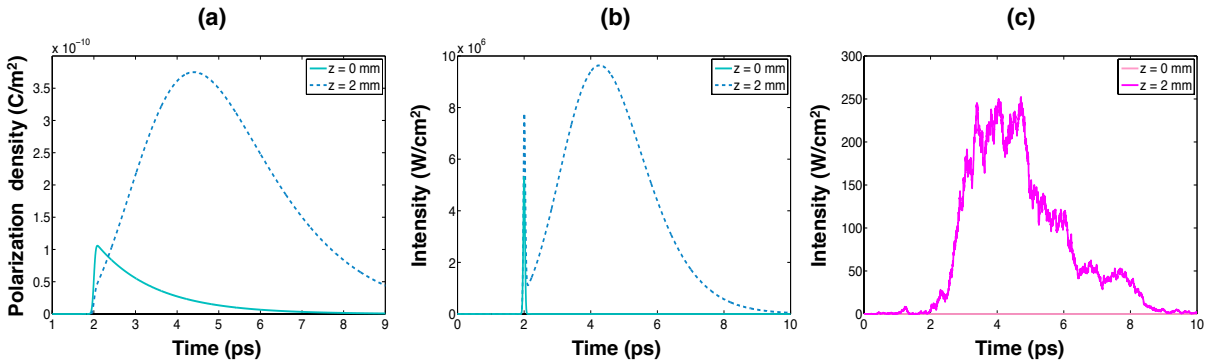 (a)
x 10⁻¹⁰
Polarization density (C/m²)
3.5
3
2.5
2
1.5
1
0.5
0
1 2 3 4 5 6 7 8 9
Time (ps)
z = 0 mm
z = 2 mm
(b)
x 10⁶
Intensity (W/cm²)
10
8
6
4
2
0
0 2 4 6 8 10
Time (ps)
z = 0 mm
z = 2 mm
(c)
Intensity (W/cm²)
300
250
200
150
100
50
0
0 2 4 6 8 10
Time (ps)
z = 0 mm
z = 2 mm